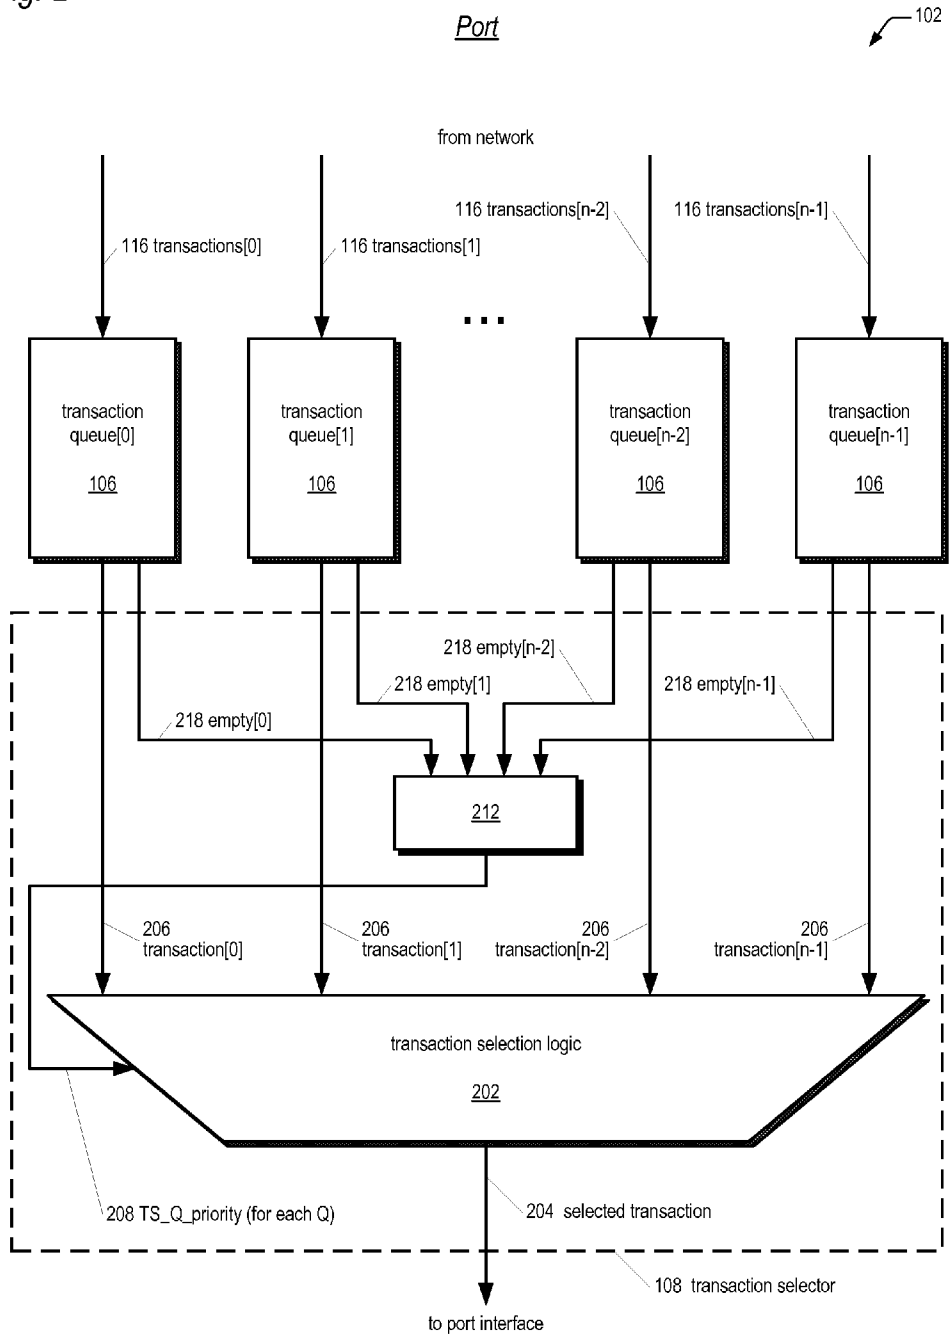 Port
102
from network
116 transactions[n-2]
116 transactions[n-1]
116 transactions[0]
116 transactions[1]
...
transaction
queue[0]
106
transaction
queue[1]
106
transaction
queue[n-2]
106
transaction
queue[n-1]
106
218 empty[n-2]
218 empty[1]
218 empty[n-1]
218 empty[0]
212
206
transaction[0]
206
transaction[1]
206
transaction[n-2]
206
transaction[n-1]
transaction selection logic
202
208 TS_Q_priority (for each Q)
204 selected transaction
108 transaction selector
to port interface